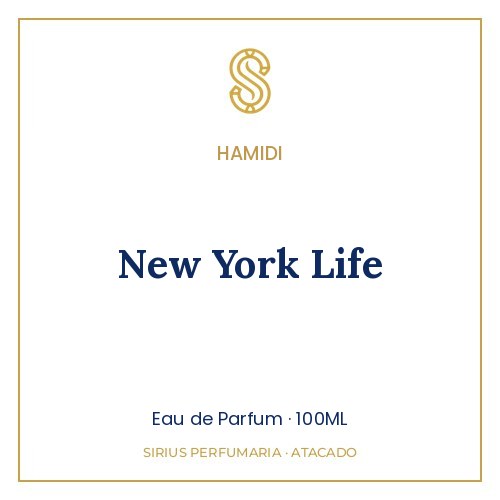 HAMIDI
New York Life
Eau de Parfum · 100ML
SIRIUS PERFUMARIA · ATACADO